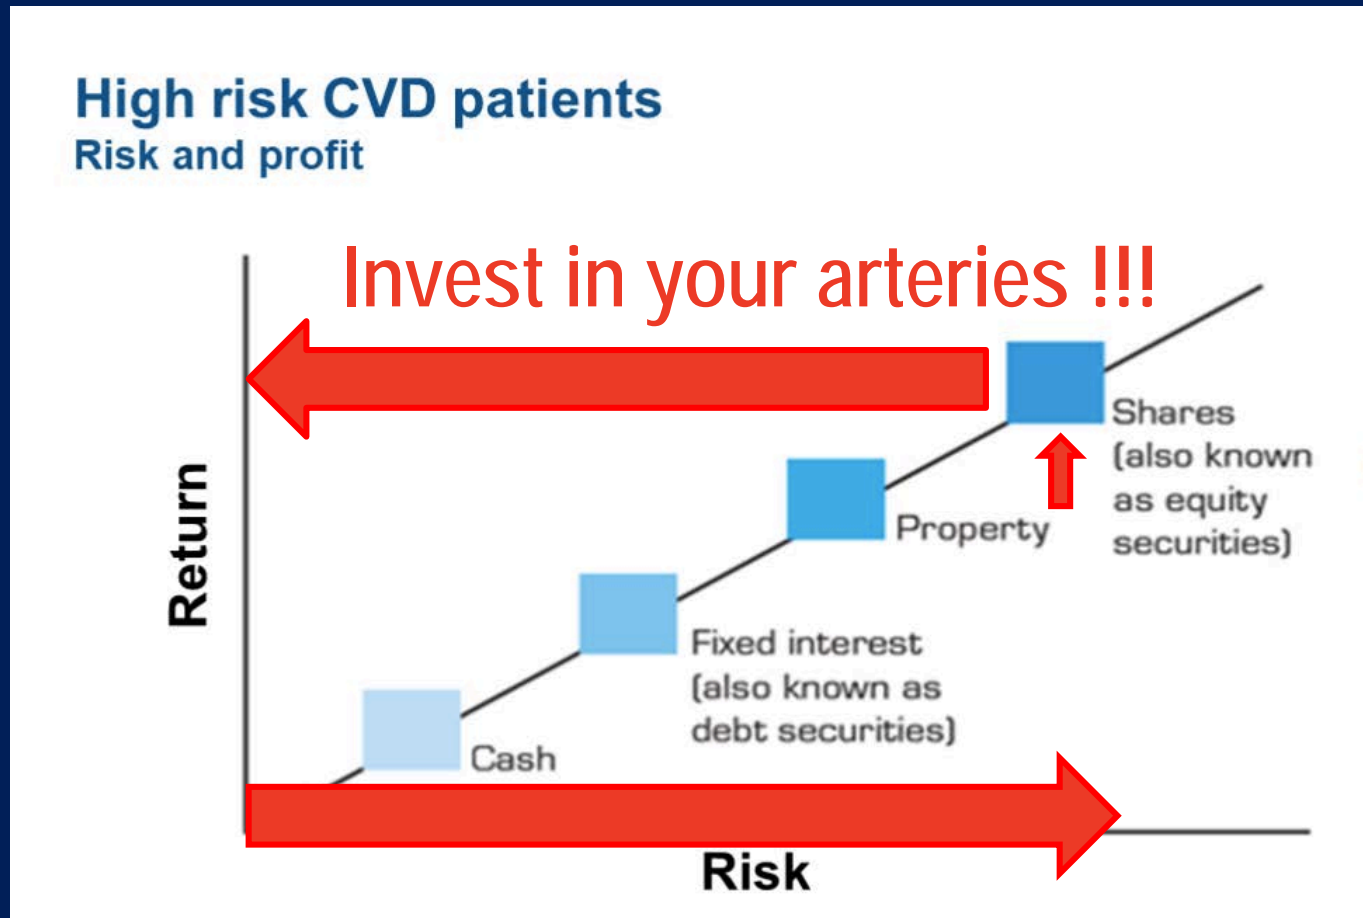 High risk CVD patients
Risk and profit
Invest in your arteries !!!
Return
Shares
(also known
as equity
securities)
Property
Fixed interest
(also known as
debt securities)
Cash
Risk